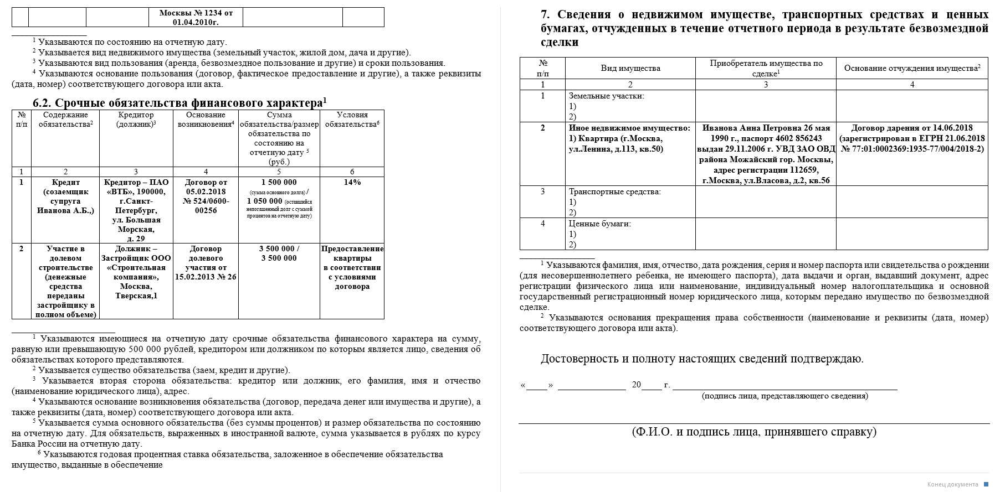 Москвы № 1234 от
01.04.2010г.
1 Указываются по состоянию на отчетную дату.
2 Указывается вид недвижимого имущества (земельный участок, жилой дом, дача и другие).
3 Указываются вид пользования (аренда, безвозмездное пользование и другие) и сроки пользования.
4 Указываются основание пользования (договор, фактическое предоставление и другие), а также реквизиты
(дата, номер) соответствующего договора или акта.
6.2. Срочные обязательства финансового характера1
№
п/п
Содержание
обязательства2
Кредитор
(должник)3
Основание
возникновения4
Сумма
обязательства/размер
обязательства по
состоянию на
отчетную дату 5
(руб.)
Условия
обязательства6
1
2
3
4
5
6
1
Кредит
(созаемщик
супруга
Иванова А.Б.,)
Кредитор – ПАО
«ВТБ», 190000,
г.Санкт-
Петербург,
ул. Большая
Морская,
д. 29
Договор от
05.02.2018
№ 524/0600-
00256
1 500 000
(сумма основного долга) /
1 050 000 (оставшийся
непогашенный долг с суммой
процентов на отчетную дату)
14%
2
Участие в
долевом
строительстве
(денежные
средства
переданы
застройщику в
полном объеме)
Должник –
Застройщик ООО
«Строительная
компания»,
Москва,
Тверская,1
Договор
долевого
участия от
15.02.2013 № 26
3 500 000 /
3 500 000
Предоставление
квартиры
в соответствии
с условиями
договора
1 Указываются имеющиеся на отчетную дату срочные обязательства финансового характера на сумму,
равную или превышающую 500 000 рублей, кредитором или должником по которым является лицо, сведения об
обязательствах которого представляются.
2 Указывается существо обязательства (заем, кредит и другие).
3 Указывается вторая сторона обязательства: кредитор или должник, его фамилия, имя и отчество
(наименование юридического лица), адрес.
4 Указываются основание возникновения обязательства (договор, передача денег или имущества и другие), а
также реквизиты (дата, номер) соответствующего договора или акта.
5 Указывается сумма основного обязательства (без суммы процентов) и размер обязательства по состоянию
на отчетную дату. Для обязательств, выраженных в иностранной валюте, сумма указывается в рублях по курсу
Банка России на отчетную дату.
6 Указываются годовая процентная ставка обязательства, заложенное в обеспечение обязательства
имущество, выданные в обеспечение
7. Сведения о недвижимом имуществе, транспортных средствах и ценных
бумагах, отчужденных в течение отчетного периода в результате безвозмездной
сделки
№
п/п
Вид имущества
Приобретатель имущества по
сделке1
Основание отчуждения имущества2
1
2
3
4
1
Земельные участки:
1)
2)
2
Иное недвижимое имущество:
1) Квартира (г.Москва,
ул.Ленина, д.113, кв.50)
Иванова Анна Петровна 26 мая
1990 г., паспорт 4602 856243
выдан 29.11.2006 г. УВД ЗАО ОВД
района Можайский гор. Москвы,
адрес регистрации 112659,
г.Москва, ул.Власова, д.2, кв.56
Договор дарения от 14.06.2018
(зарегистрирован в ЕГРН 21.06.2018
№ 77:01:0002369:1935-77/004/2018-2)
3
Транспортные средства:
1)
2)
4
Ценные бумаги:
1)
2)
1 Указываются фамилия, имя, отчество, дата рождения, серия и номер паспорта или свидетельства о рождении
(для несовершеннолетнего ребенка, не имеющего паспорта), дата выдачи и орган, выдавший документ, адрес
регистрации физического лица или наименование, индивидуальный номер налогоплательщика и основной
государственный регистрационный номер юридического лица, которым передано имущество по безвозмездной
сделке.
2 Указываются основания прекращения права собственности (наименование и реквизиты (дата, номер)
соответствующего договора или акта).
Достоверность и полноту настоящих сведений подтверждаю.
«_____» _______________ 20____ г. ______________________________
(подпись лица, представляющего сведения)
(Ф.И.О. и подпись лица, принявшего справку)
Конец документа